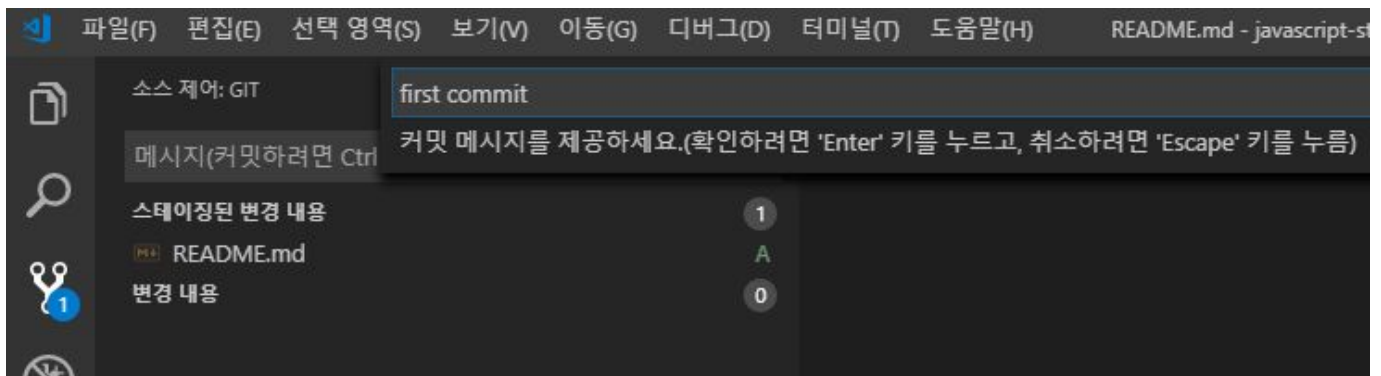 파일(F) 편집(E) 선택 영역(S) 보기(V) 이동(G) 디버그(D) 터미널(T) 도움말(H) README.md - javascript-st
소스 제어: GIT
first commit
메시지(커밋하려면 Ctrl
커밋 메시지를 제공하세요.(확인하려면 'Enter' 키를 누르고, 취소하려면 'Escape' 키를 누름)
스테이징된 변경 내용 1
M+ README.md A
1
변경 내용 0